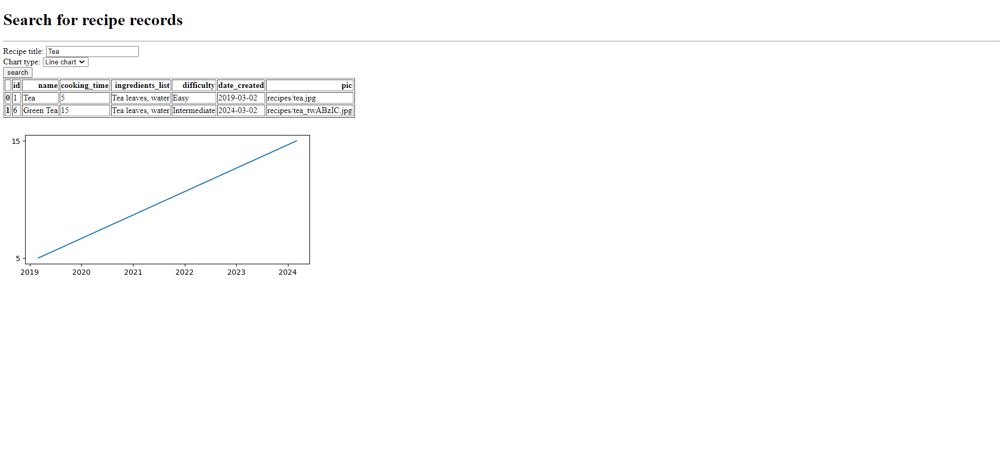 Search for recipe records
Recipe title: Tea
Chart type: Line chart
search
id name cooking_time ingredients_list difficulty date_created pic
0 1 Tea 5 Tea leaves, water Easy 2019-03-02 recipes/tea.jpg
1 6 Green Tea 15 Tea leaves, water Intermediate 2024-03-02 recipes/tea_twABzIC.jpg
15
5
2019 2020 2021 2022 2023 2024